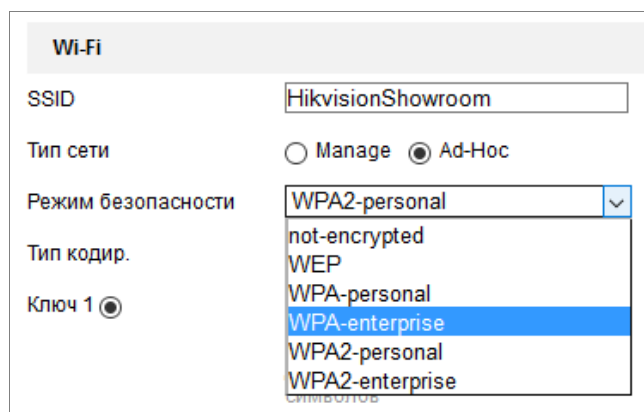 Wi-Fi
SSID HikvisionShowroom
Тип сети Manage Ad-Hoc
Режим безопасности WPA2-personal
not-encrypted
Тип кодир.
WEP
WPA-personal
Ключ 1
WPA-enterprise
WPA2-personal
WPA2-enterprise
символов